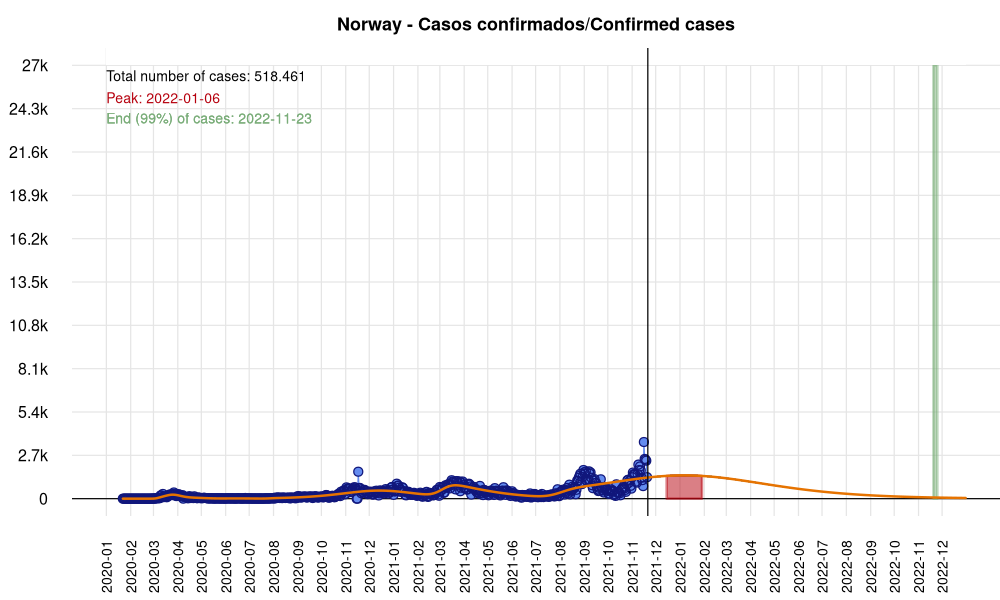 Norway - Casos confirmados/Confirmed cases
Total number of cases: 518.461
Peak: 2022-01-06
End (99%) of cases: 2022-11-23
27k
24.3k
21.6k
18.9k
16.2k
13.5k
10.8k
8.1k
5.4k
2.7k
0
2020-01
2020-02
2020-03
2020-04
2020-05
2020-06
2020-07
2020-08
2020-09
2020-10
2020-11
2020-12
2021-01
2021-02
2021-03
2021-04
2021-05
2021-06
2021-07
2021-08
2021-09
2021-10
2021-11
2021-12
2022-01
2022-02
2022-03
2022-04
2022-05
2022-06
2022-07
2022-08
2022-09
2022-10
2022-11
2022-12